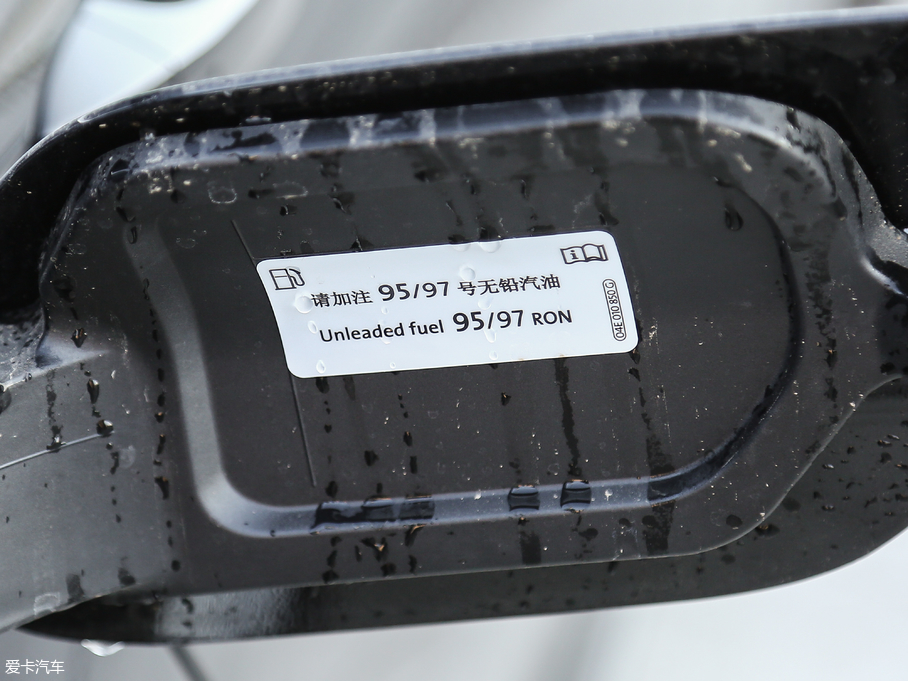 请加注 95/97 号无铅汽油
Unleaded fuel 95/97 RON
04E 010 850 G
爱卡汽车